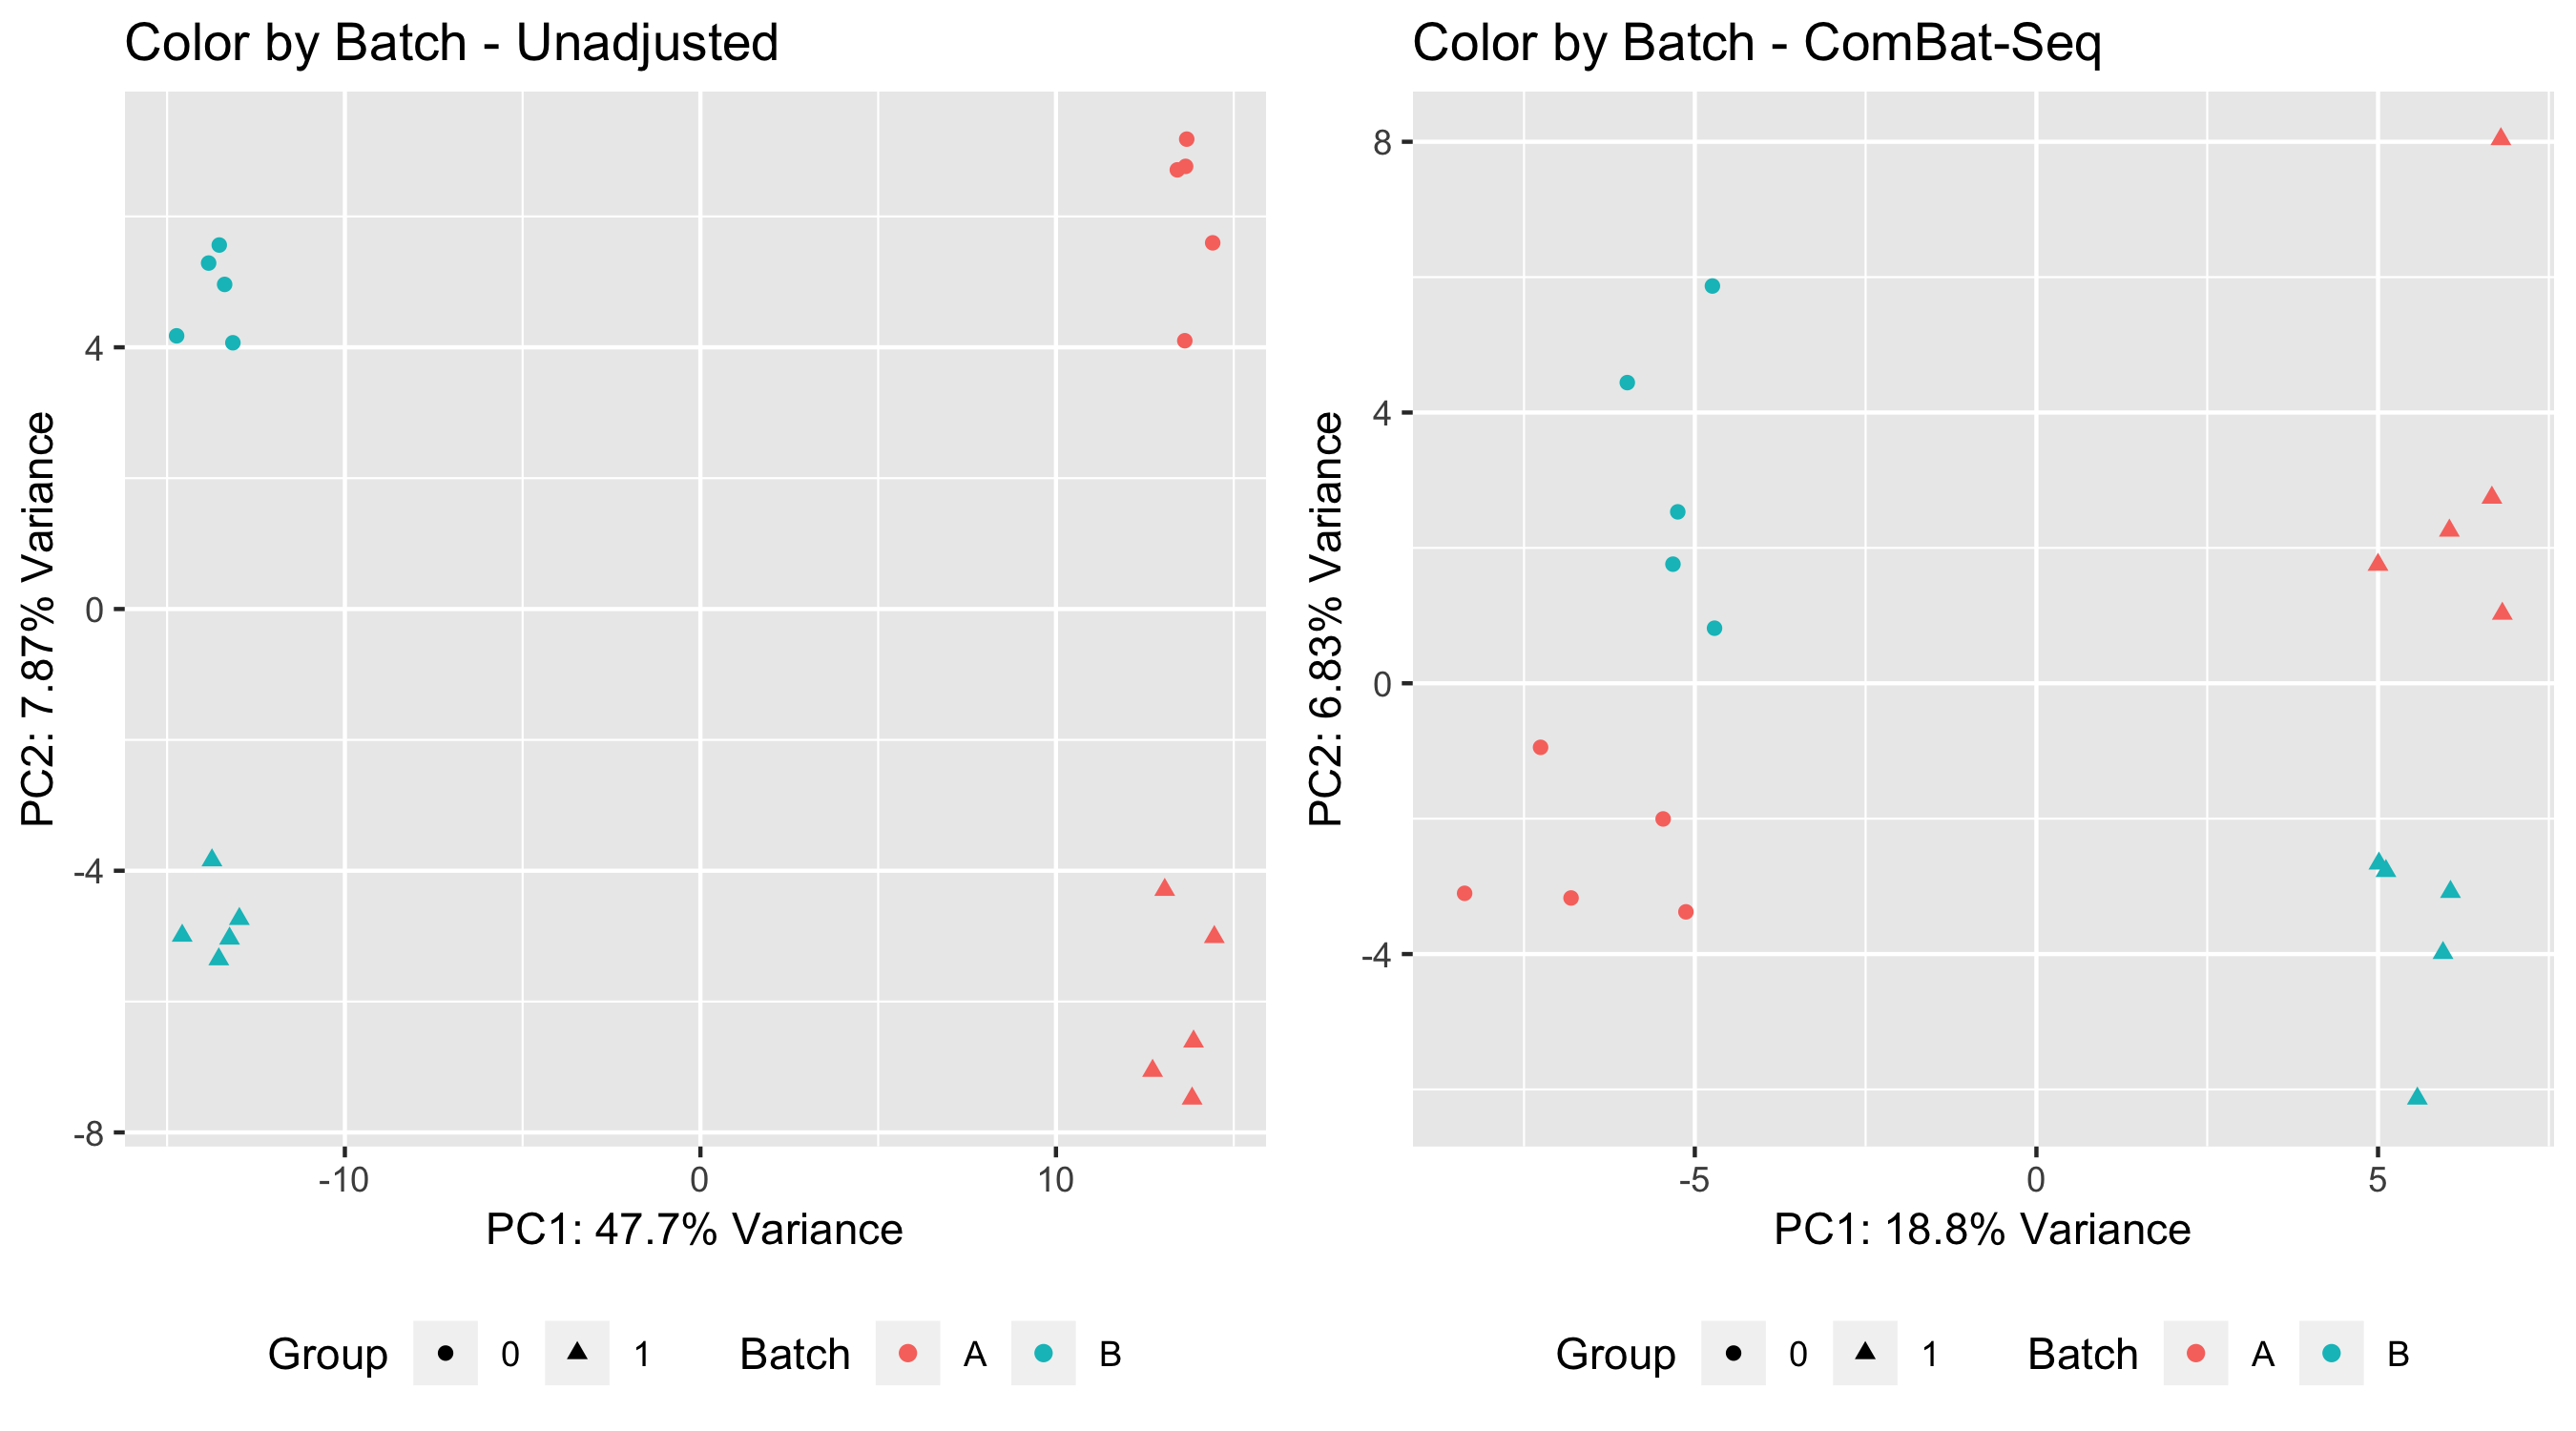 Color by Batch - Unadjusted
4
0
-4
-8
-10 0 10
PC2: 7.87% Variance
PC1: 47.7% Variance
Group 0 1 Batch A B
Color by Batch - ComBat-Seq
8
4
0
-4
-5 0 5
PC2: 6.83% Variance
PC1: 18.8% Variance
Group 0 1 Batch A B